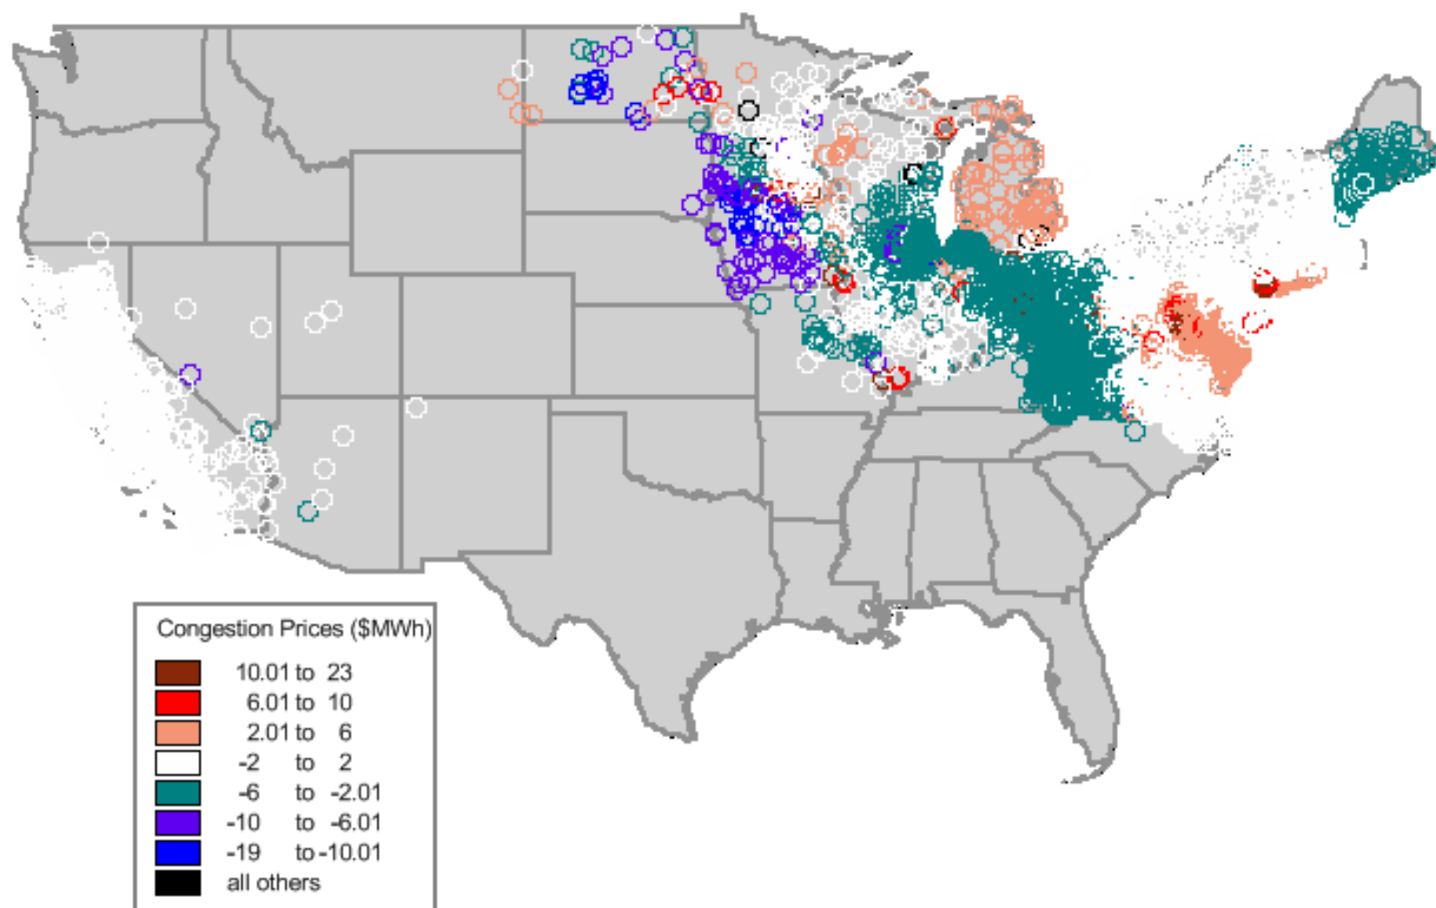 Congestion Prices ($MWh)
10.01 to 23
6.01 to 10
2.01 to 6
-2 to 2
-6 to -2.01
-10 to -6.01
-19 to -10.01
all others